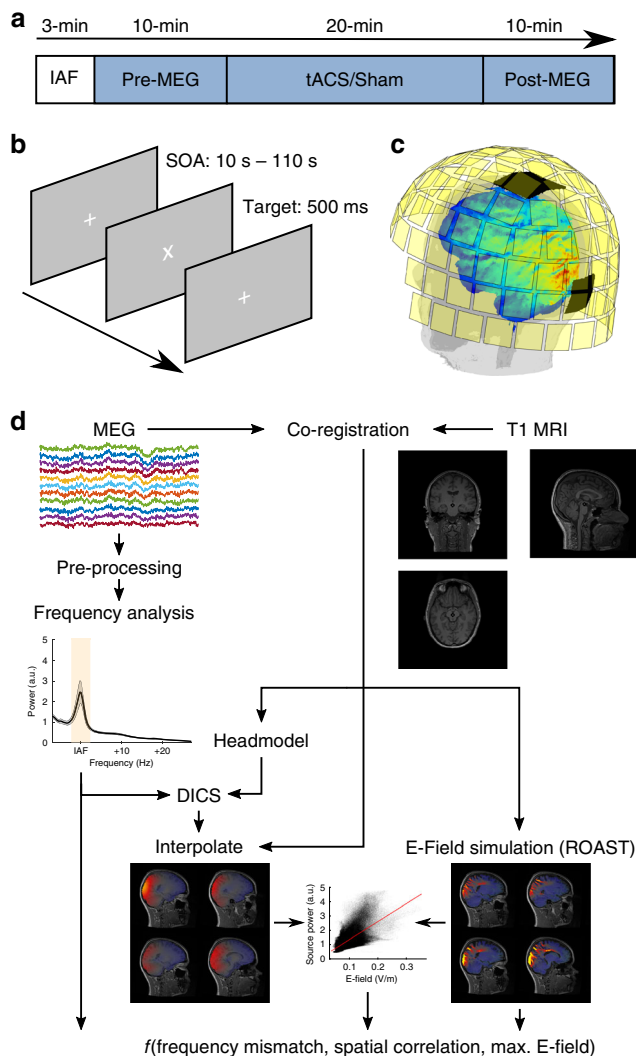 a
3-min 10-min 20-min 10-min
IAF Pre-MEG tACS/Sham Post-MEG
b
SOA: 10 s – 110 s
Target: 500 ms
c
d
MEG Co-registration T1 MRI
Pre-processing
Frequency analysis
5
4
3
2
1
0
Power (a.u.)
IAF +10 +20
Frequency (Hz)
Headmodel
DICS
Interpolate
E-Field simulation (ROAST)
Source power (a.u.)
5
4
3
2
1
0.1 0.2 0.3
E-field (V/m)
f(frequency mismatch, spatial correlation, max. E-field)